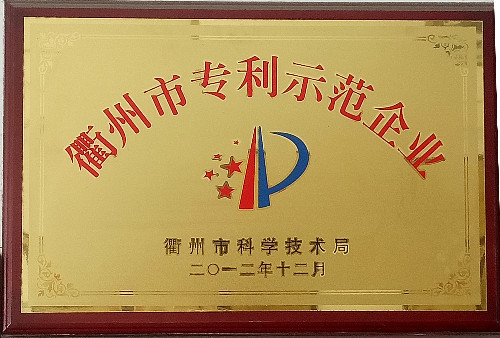 衢州市专利示范企业
衢州市科学技术局
二〇一二年十二月